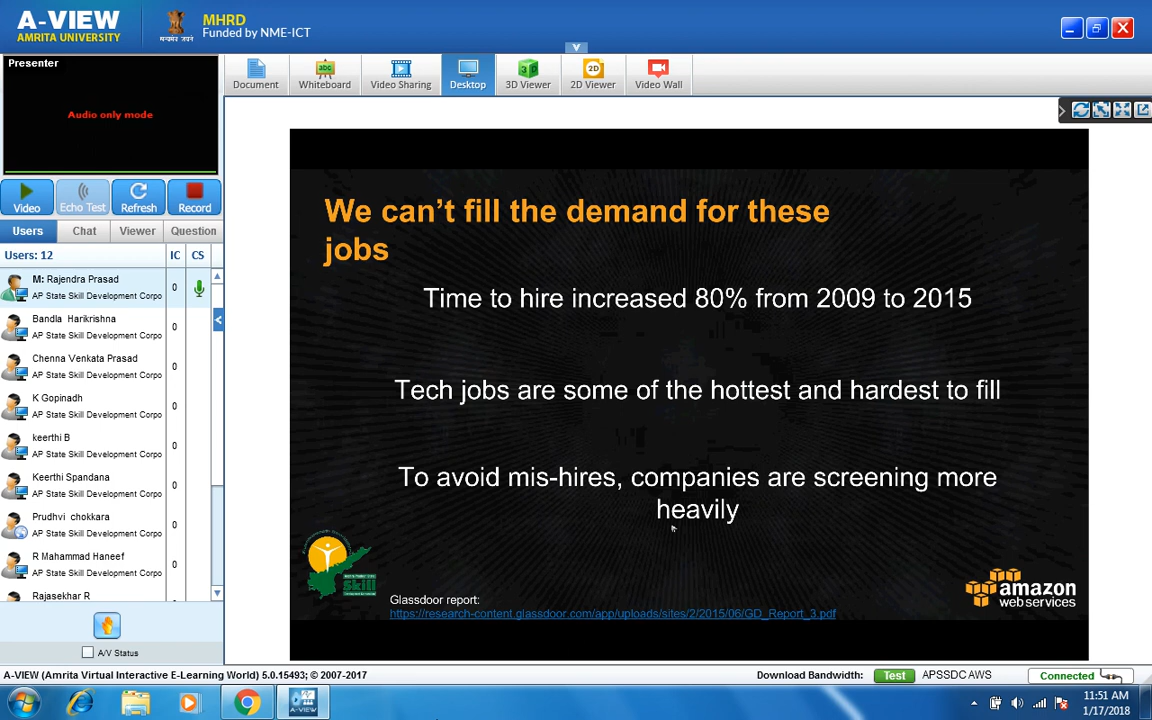 A-VIEW
AMRITA UNIVERSITY
MHRD
Funded by NME-ICT
Presenter
Audio only mode
Document
Whiteboard
Video Sharing
Desktop
3D Viewer
2D Viewer
Video Wall
Video
Echo Test
Refresh
Record
Users
Chat
Viewer
Question
Users: 12
IC
CS
M: Rajendra Prasad
AP State Skill Development Corpo
0
Bandla Harikrishna
AP State Skill Development Corpo
0
Chenna Venkata Prasad
AP State Skill Development Corpo
0
K Gopinadh
AP State Skill Development Corpo
0
keerthi B
AP State Skill Development Corpo
0
Keerthi Spandana
AP State Skill Development Corpo
0
Prudhvi chokkara
AP State Skill Development Corpo
0
R Mahammad Haneef
AP State Skill Development Corpo
0
Rajasekhar R
A/V Status
We can't fill the demand for these
jobs
Time to hire increased 80% from 2009 to 2015
Tech jobs are some of the hottest and hardest to fill
To avoid mis-hires, companies are screening more
heavily
skill
Glassdoor report:
https://research-content.glassdoor.com/app/uploads/sites/2/2015/06/GD_Report_3.pdf
amazon
web services
A-VIEW (Amrita Virtual Interactive E-Learning World) 5.0.15493; © 2007-2017
Download Bandwidth:
Test
APSSDC AWS
Connected
11:51 AM
1/17/2018